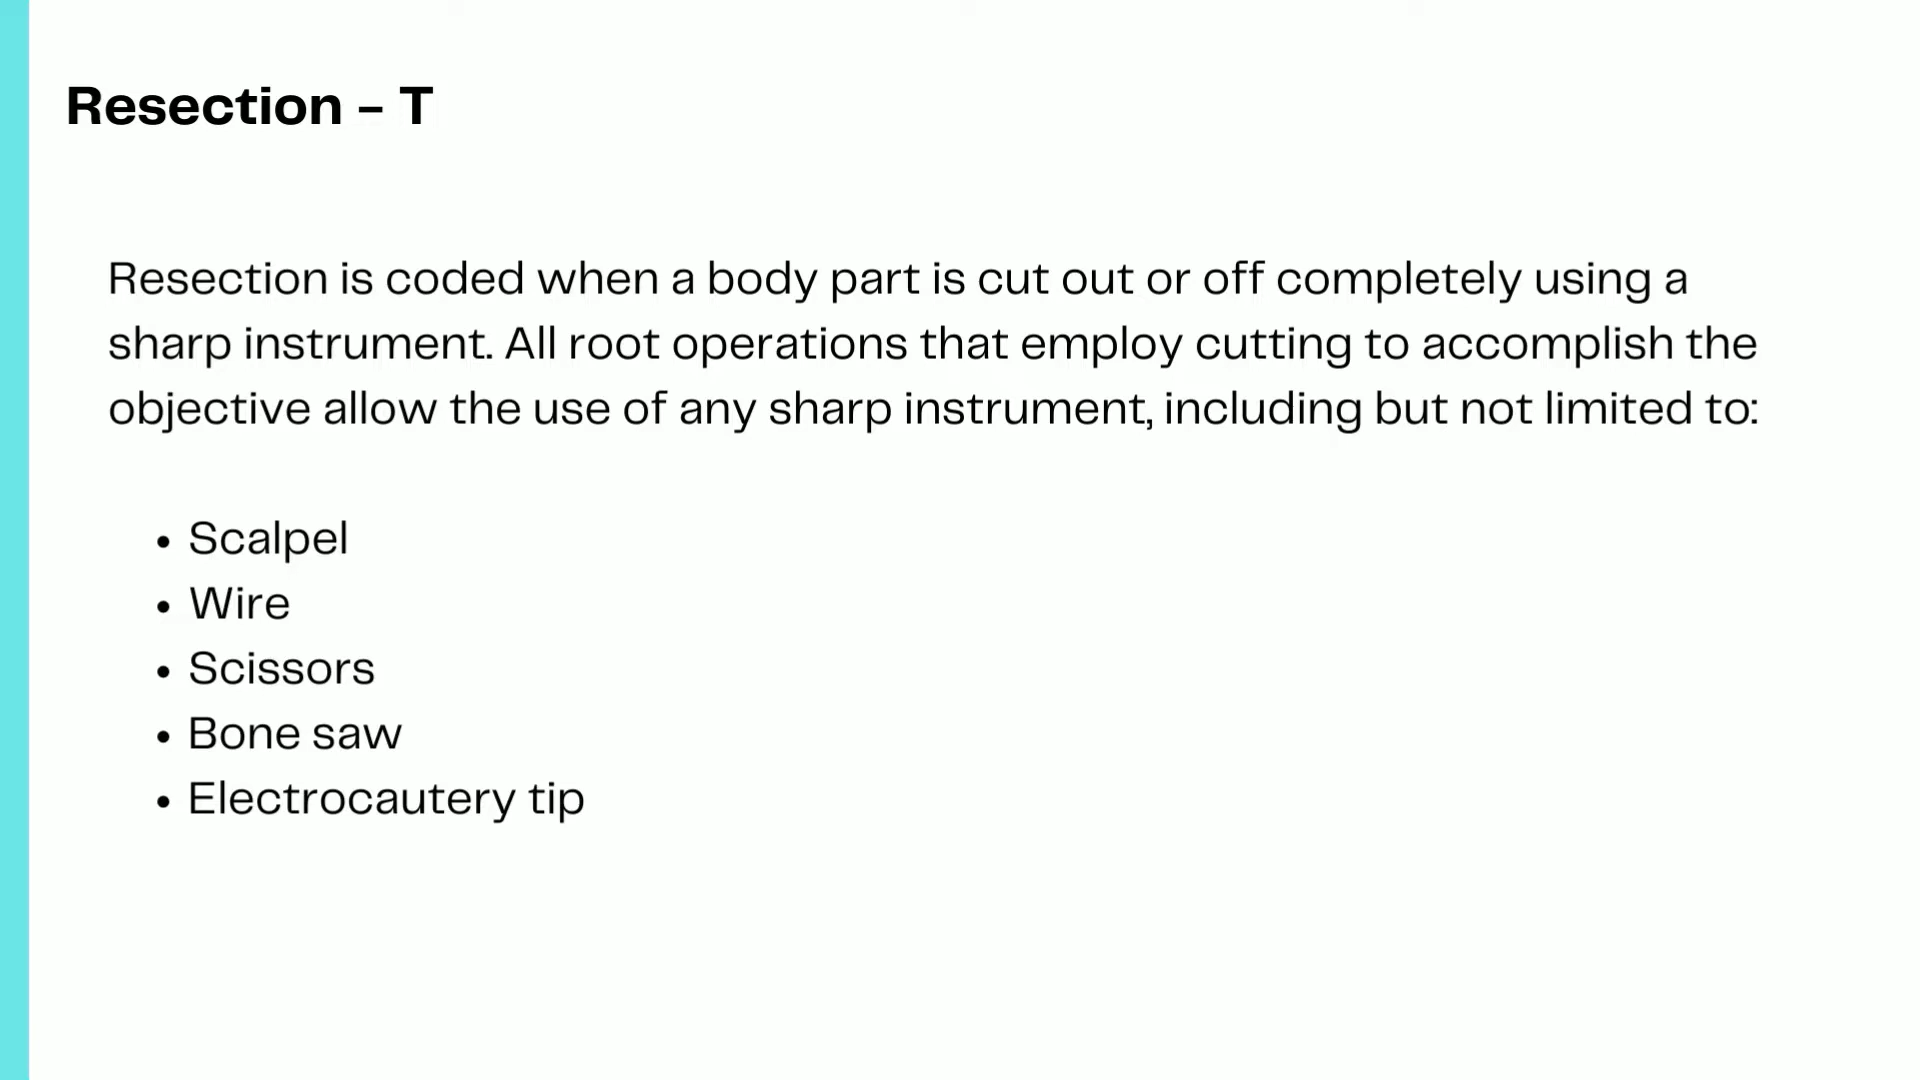 Resection – T
Resection is coded when a body part is cut out or off completely using a
sharp instrument. All root operations that employ cutting to accomplish the
objective allow the use of any sharp instrument, including but not limited to:
• Scalpel
• Wire
• Scissors
• Bone saw
• Electrocautery tip